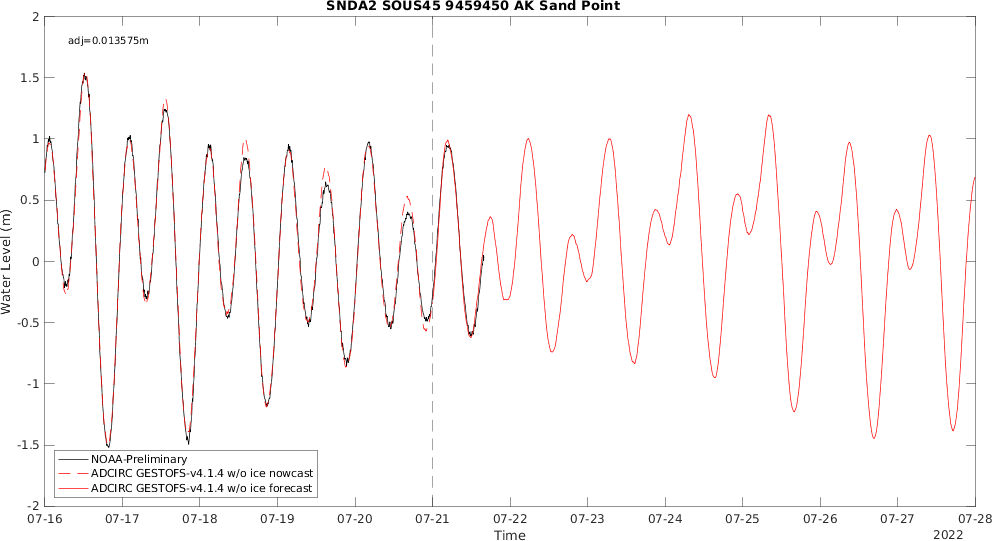 SNDA2 SOUS45 9459450 AK Sand Point
adj=0.013575m
2
1.5
1
0.5
0
-0.5
-1
-1.5
-2
Water Level (m)
NOAA-Preliminary
ADCIRC GESTOFS-v4.1.4 w/o ice nowcast
ADCIRC GESTOFS-v4.1.4 w/o ice forecast
07-16 07-17 07-18 07-19 07-20 07-21 07-22 07-23 07-24 07-25 07-26 07-27 07-28
Time
2022